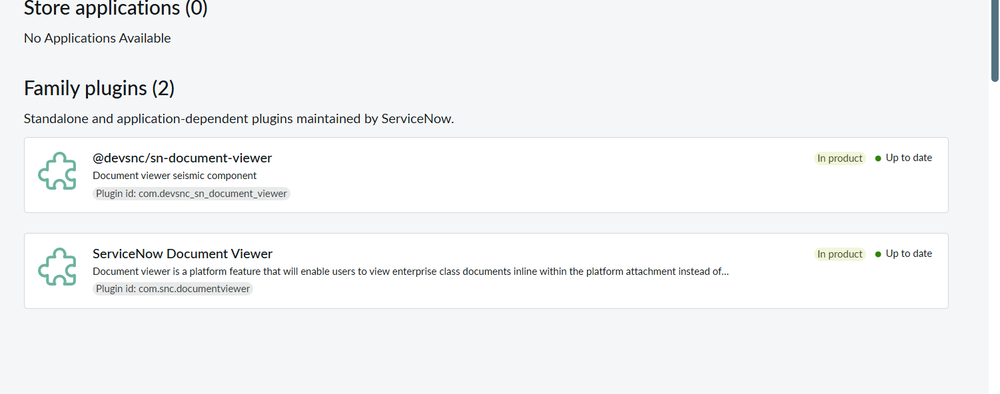 Store applications (0)
No Applications Available
Family plugins (2)
Standalone and application-dependent plugins maintained by ServiceNow.
@devsnc/sn-document-viewer
In product
Up to date
Document viewer seismic component
Plugin id: com.devsnc_sn_document_viewer
ServiceNow Document Viewer
In product
Up to date
Document viewer is a platform feature that will enable users to view enterprise class documents inline within the platform attachment instead of...
Plugin id: com.snc.documentviewer